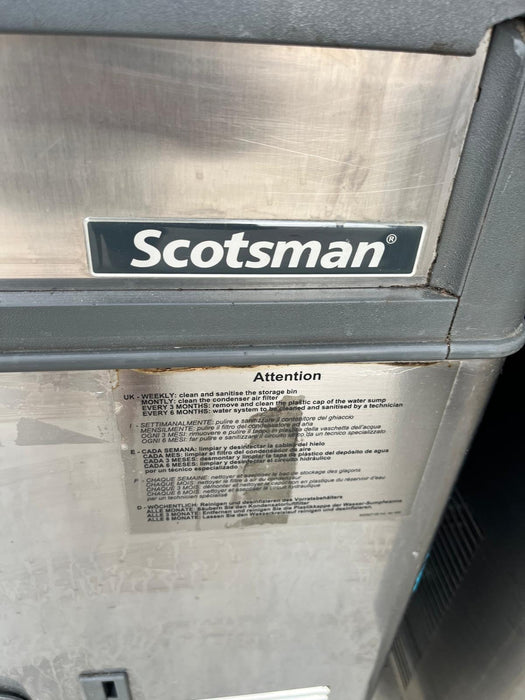 Scotsman®
Attention
UK - WEEKLY: clean and sanitise the storage bin
MONTLY: clean the condenser air filter
EVERY 3 MONTHS: remove and clean the plastic cap of the water sump
EVERY 6 MONTHS: water system to be cleaned and sanitised by a technician
I - SETTIMANALMENTE: pulire e sanitizzare il contenitore del ghiaccio
MENSILMENTE: pulire il filtro del condensatore ad aria
OGNI 3 MESI: rimuovere e pulire il tappo in plastica della vaschetta dell'acqua
OGNI 6 MESI: far pulire e sanitizzare il circuito da un tecnico specializzato
E - CADA SEMANA: limpiar y desinfectar la cabina del hielo
CADA MES: limpiar el filtro del condensador de aire
CADA 3 MESES: desmontar y limpiar la tapa de plástico del depósito de agua
CADA 6 MESES: limpiar y desinfectar el circuito hidráulico
por un técnico especializado
F - CHAQUE SEMAINE: nettoyer et aseptiser le bac de stockage des glaçons
CHAQUE MOIS: nettoyer le filtre à air du condenseur
CHAQUE 3 MOIS: démonter et nettoyer le en plastique du réservoir d'eau
CHAQUE 6 MOIS: nettoyer et aseptiser le circuit hydraulique
par un technicien spécialisé
D - WÖCHENTLICH: Reinigen und desinfizieren des Vorratsbehälters
ALLE MONATE: Säubern Sie den Kondensatorluftfilter
ALLE 3 MONATE: Entfernen und reinigen Sie die Plastikkappe der Wasser-Sumpfwanne
ALLE 6 MONATE: Lassen Sie den Wasserkreislauf reinigen und desinfizieren.